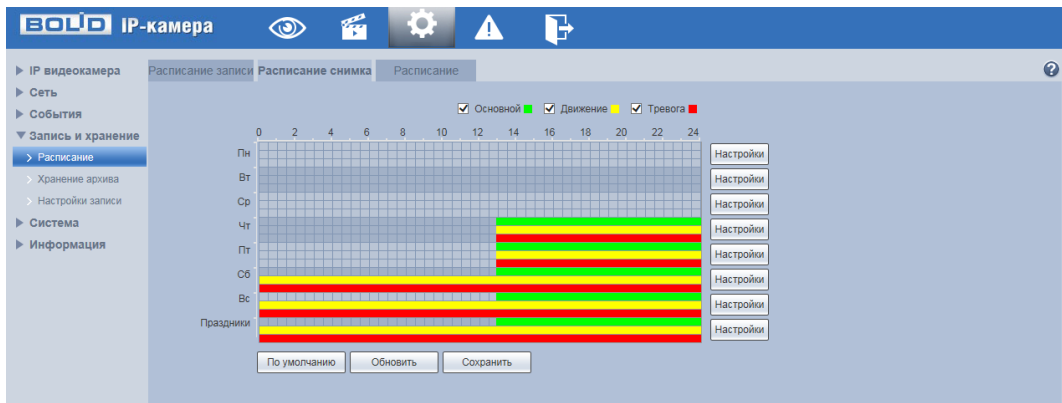 BOLID IP-камера
IP видеокамера
Сеть
События
Запись и хранение
Расписание
Хранение архива
Настройки записи
Система
Информация
Расписание записи Расписание снимка Расписание
?
Основной Движение Тревога
0 2 4 6 8 10 12 14 16 18 20 22 24
Пн Настройки
Вт Настройки
Ср Настройки
Чт Настройки
Пт Настройки
Сб Настройки
Вс Настройки
Праздники Настройки
По умолчанию Обновить Сохранить